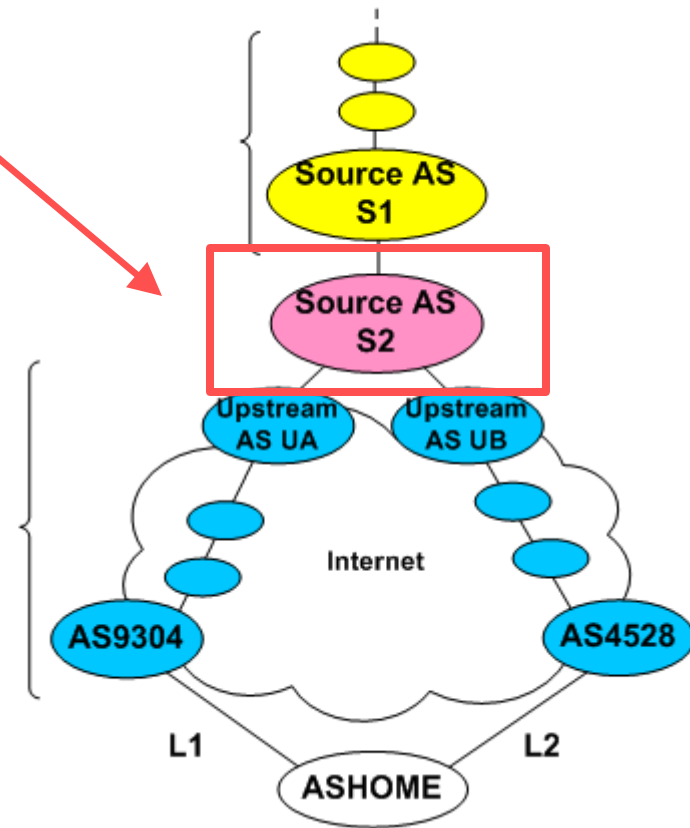 Source AS
S1
Source AS
S2
Upstream
AS UA
Upstream
AS UB
Internet
AS9304
AS4528
L1
L2
ASHOME